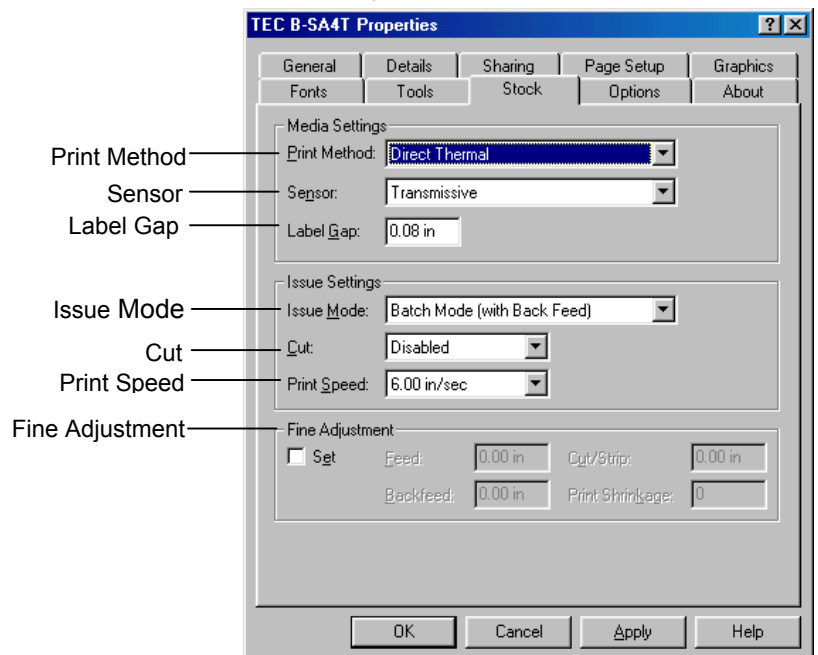 TEC B-SA4T Properties
General Details Sharing Page Setup Graphics
Fonts Tools Stock Options About
Media Settings
Print Method Print Method: Direct Thermal
Sensor Sensor: Transmissive
Label Gap Label Gap: 0.08 in
Issue Settings
Issue Mode Issue Mode: Batch Mode (with Back Feed)
Cut Cut: Disabled
Print Speed Print Speed: 6.00 in/sec
Fine Adjustment Fine Adjustment
Set Feed: 0.00 in Cut/Strip: 0.00 in
Backfeed: 0.00 in Print Shrinkage: 0
OK Cancel Apply Help